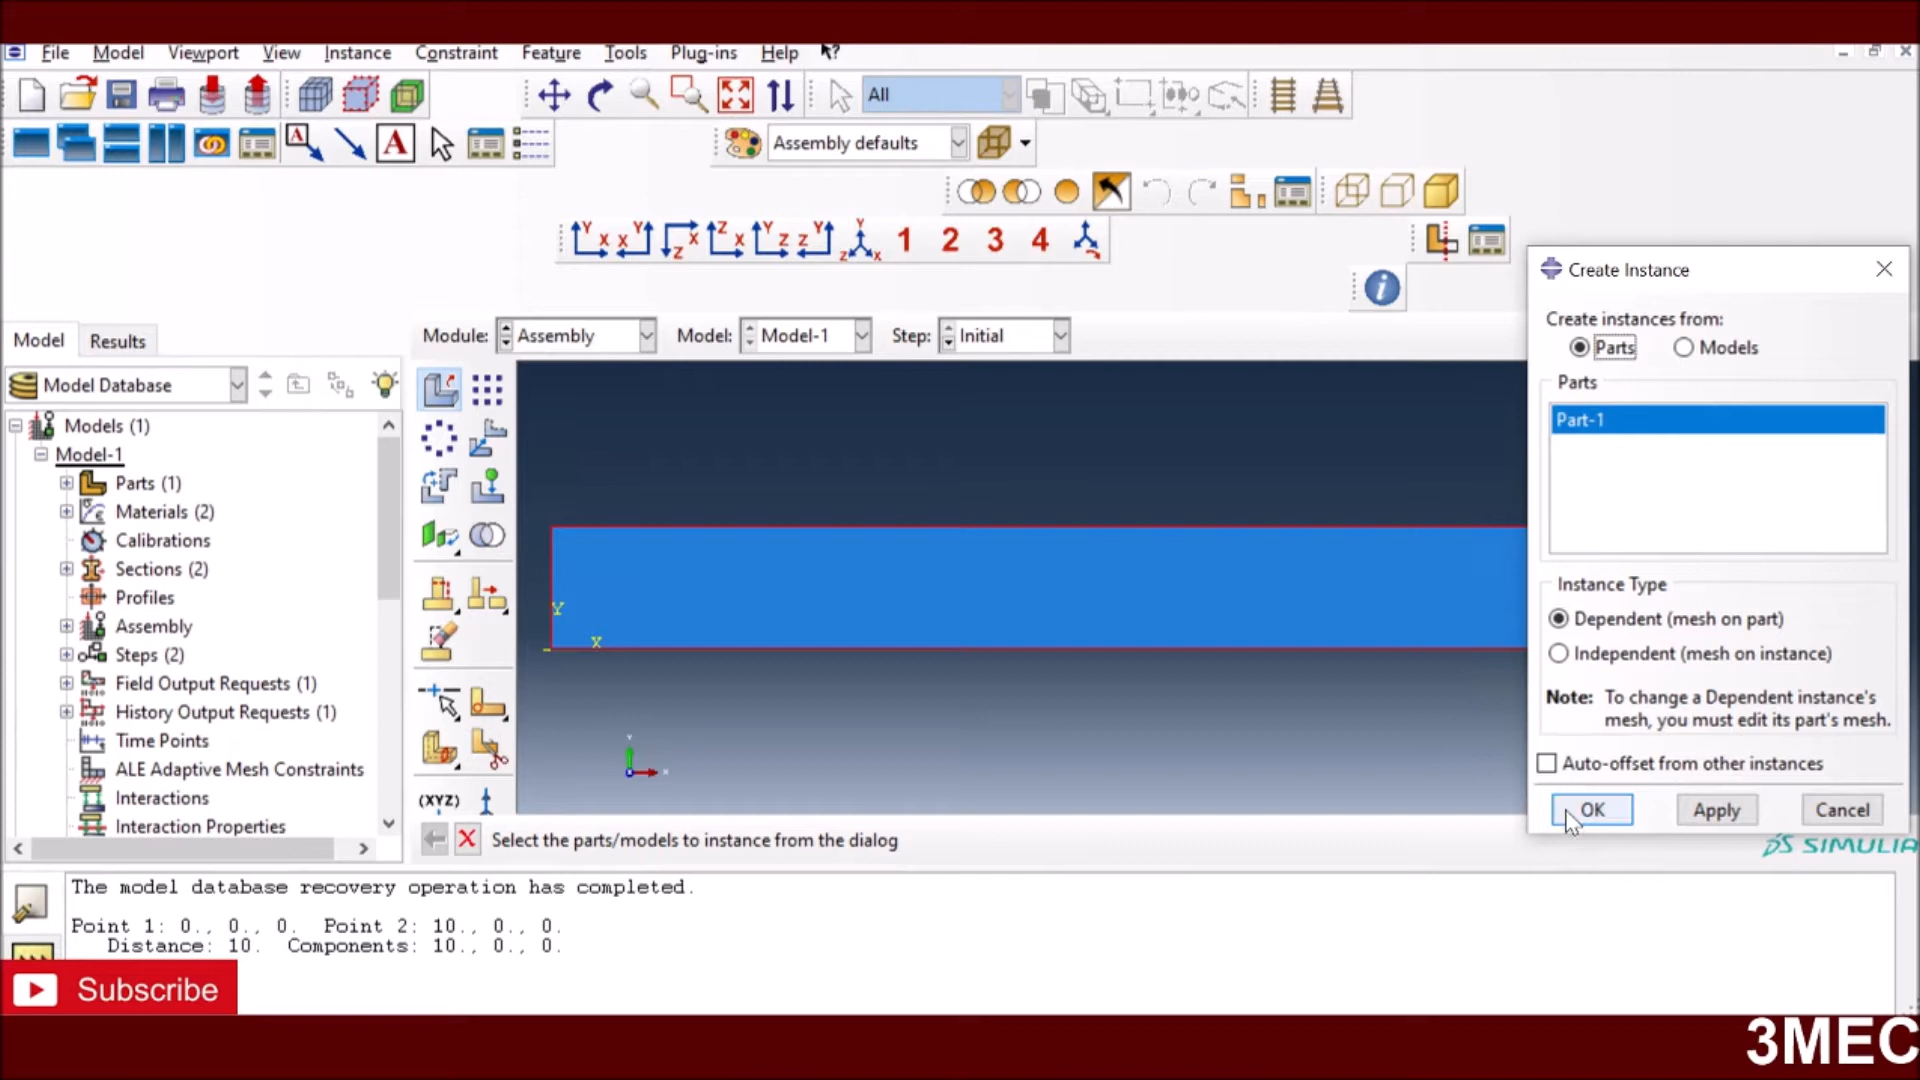 File Model Viewport View Instance Constraint Feature Tools Plug-ins Help
All
A A Assembly defaults
Y X X Y X Z Z X Y Z Z Y Y Z X 1 2 3 4
i
Create Instance
Create instances from:
Parts Models
Parts
Part-1
Instance Type
Dependent (mesh on part)
Independent (mesh on instance)
Note: To change a Dependent instance's
mesh, you must edit its part's mesh.
Auto-offset from other instances
OK Apply Cancel
Model Results
Module: Assembly Model: Model-1 Step: Initial
Model Database
Models (1)
Model-1
Parts (1)
Materials (2)
Calibrations
Sections (2)
Profiles
Assembly
Steps (2)
Field Output Requests (1)
History Output Requests (1)
Time Points
ALE Adaptive Mesh Constraints
Interactions
Interaction Properties
(XYZ)
Y
X
Select the parts/models to instance from the dialog
SIMULIA
The model database recovery operation has completed.
Point 1: 0., 0., 0. Point 2: 10., 0., 0.
Distance: 10. Components: 10., 0., 0.
Subscribe
3MEC